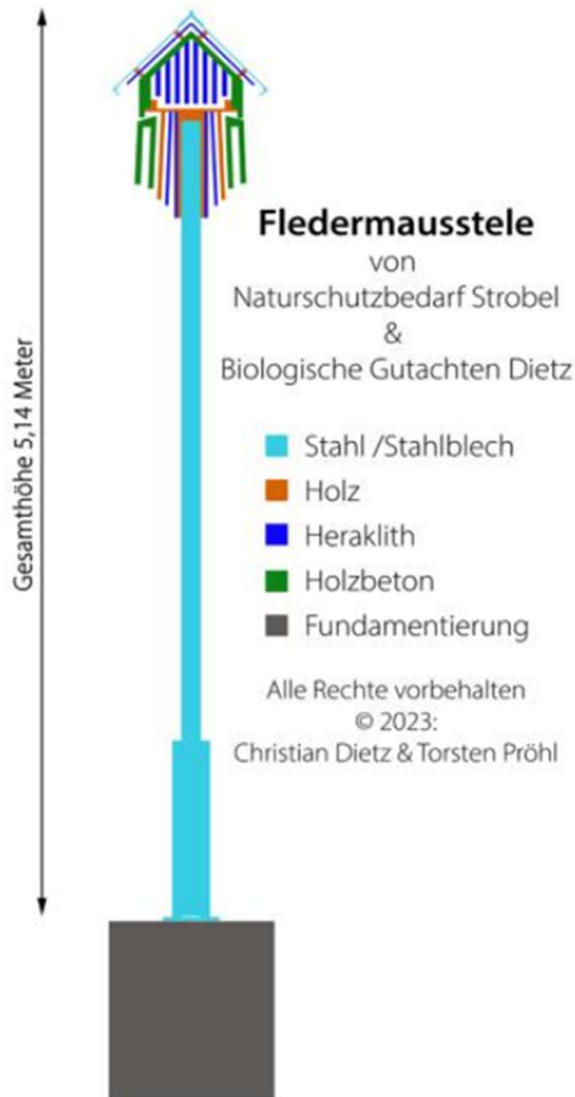 Gesamthöhe 5,14 Meter
Fledermausstele
von
Naturschutzbedarf Strobel
&
Biologische Gutachten Dietz
Stahl /Stahlblech
Holz
Heraklith
Holzbeton
Fundamentierung
Alle Rechte vorbehalten
© 2023:
Christian Dietz & Torsten Pröhl